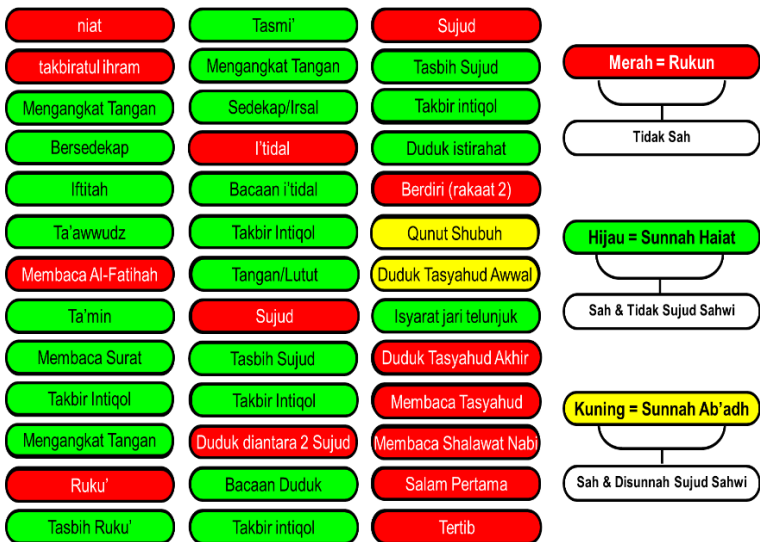 niat
takbiratul ihram
Mengangkat Tangan
Bersedekap
Iftitah
Ta'awwudz
Membaca Al-Fatihah
Ta'min
Membaca Surat
Takbir Intiqol
Mengangkat Tangan
Ruku'
Tasbih Ruku'
Tasmi'
Mengangkat Tangan
Sedekap/Irsal
I'tidal
Bacaan i'tidal
Takbir Intiqol
Tangan/Lutut
Sujud
Tasbih Sujud
Takbir Intiqol
Duduk diantara 2 Sujud
Bacaan Duduk
Takbir intiqol
Sujud
Tasbih Sujud
Takbir intiqol
Duduk istirahat
Berdiri (rakaat 2)
Qunut Shubuh
Duduk Tasyahud Awwal
Isyarat jari telunjuk
Duduk Tasyahud Akhir
Membaca Tasyahud
Membaca Shalawat Nabi
Salam Pertama
Tertib
Merah = Rukun
Tidak Sah
Hijau = Sunnah Haiat
Sah & Tidak Sujud Sahwi
Kuning = Sunnah Ab'adh
Sah & Disunnah Sujud Sahwi